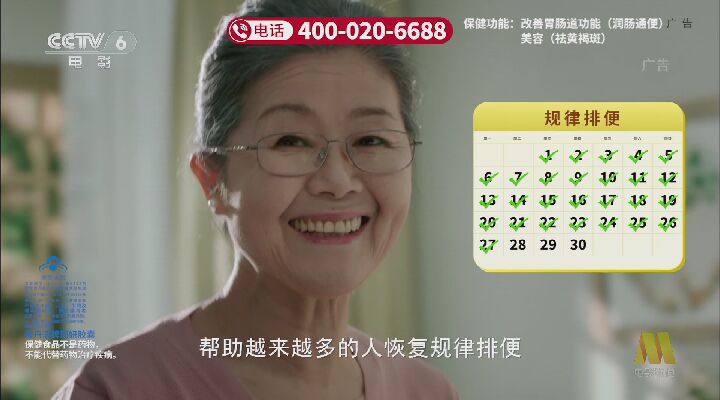 CCTV 6
电影
电话 400-020-6688
保健功能：改善胃肠道功能（润肠通便）广告
美容（祛黄褐斑）
广告
规律排便
1 2 3 4 5
6 7 8 9 10 11 12
13 14 15 16 17 18 19
20 21 22 23 24 25 26
27 28 29 30
保健食品不是药物，
不能代替药物治疗疾病。
帮助越来越多的人恢复规律排便